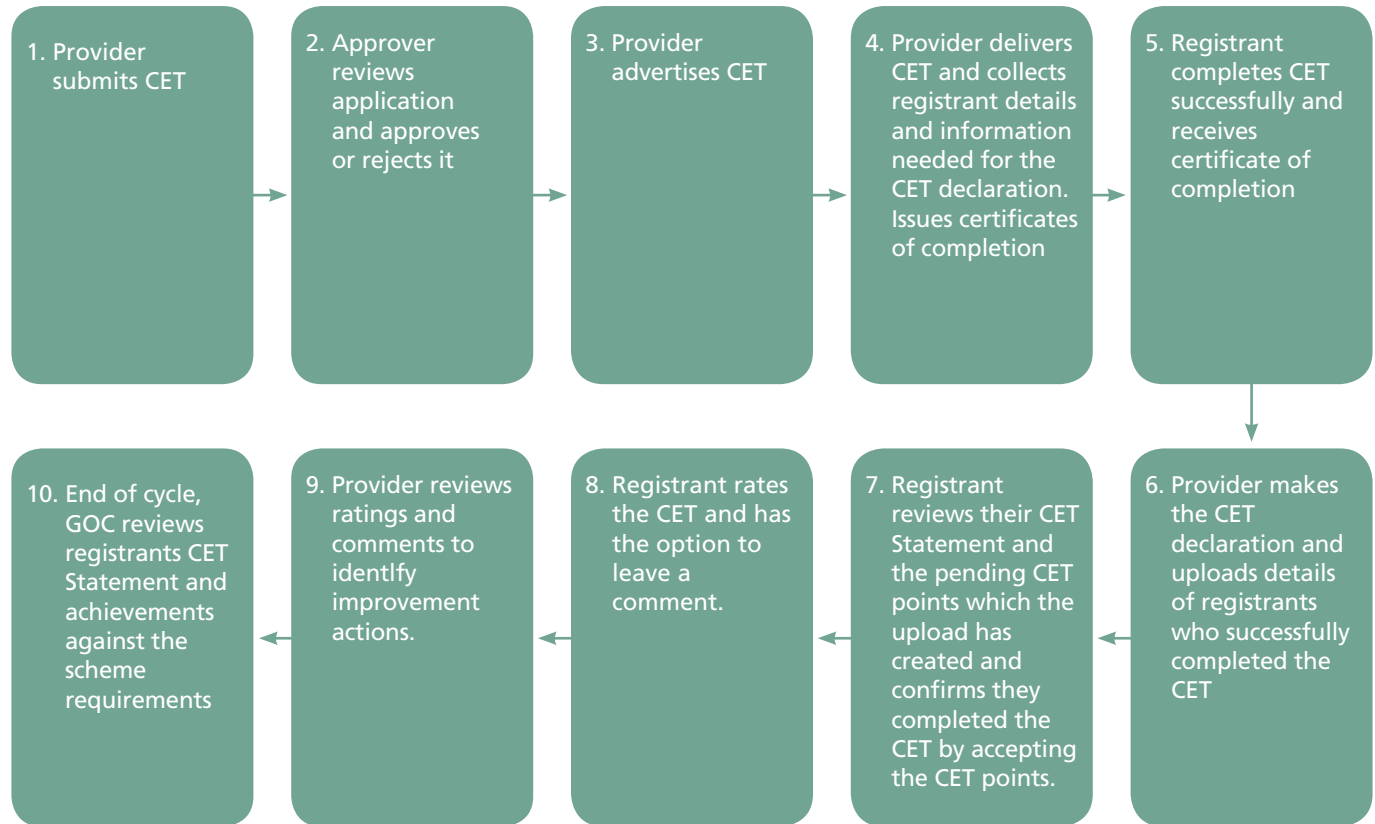 1. Provider
submits CET
2. Approver
reviews
application
and approves
or rejects it
3. Provider
advertises CET
4. Provider delivers
CET and collects
registrant details
and information
needed for the
CET declaration.
Issues certificates
of completion
5. Registrant
completes CET
successfully and
receives
certificate of
completion
6. Provider makes
the CET
declaration and
uploads details
of registrants
who successfully
completed the
CET
7. Registrant
reviews their CET
Statement and
the pending CET
points which the
upload has
created and
confirms they
completed the
CET by accepting
the CET points.
8. Registrant rates
the CET and has
the option to
leave a
comment.
9. Provider reviews
ratings and
comments to
identlfy
improvement
actions.
10. End of cycle,
GOC reviews
registrants CET
Statement and
achievements
against the
scheme
requirements